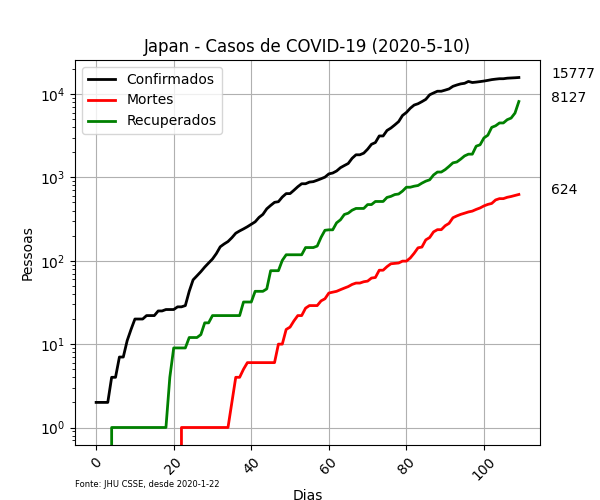 Japan - Casos de COVID-19 (2020-5-10)
Confirmados
Mortes
Recuperados
15777
8127
624
Pessoas
10⁴
10³
10²
10¹
10⁰
0
20
40
60
80
100
Fonte: JHU CSSE, desde 2020-1-22
Dias